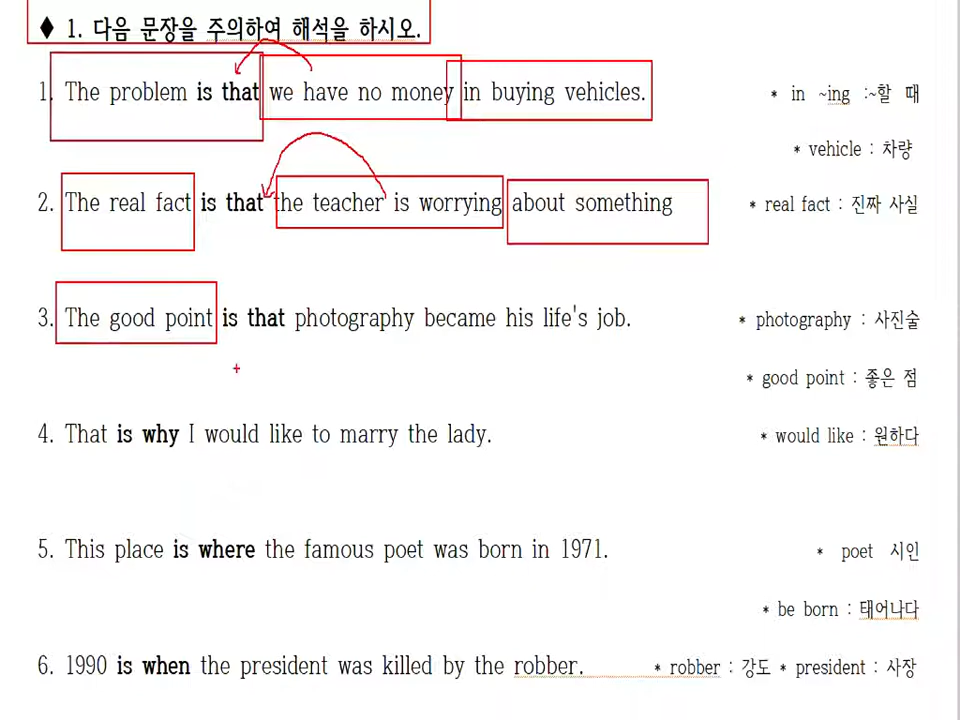 ◆ 1. 다음 문장을 주의하여 해석을 하시오.
1. The problem is that we have no money in buying vehicles. * in ~ing :~할 때
* vehicle : 차량
2. The real fact is that the teacher is worrying about something * real fact : 진짜 사실
3. The good point is that photography became his life's job. * photography : 사진술
* good point : 좋은 점
4. That is why I would like to marry the lady. * would like : 원하다
5. This place is where the famous poet was born in 1971. * poet 시인
* be born : 태어나다
6. 1990 is when the president was killed by the robber. * robber : 강도 * president : 사장